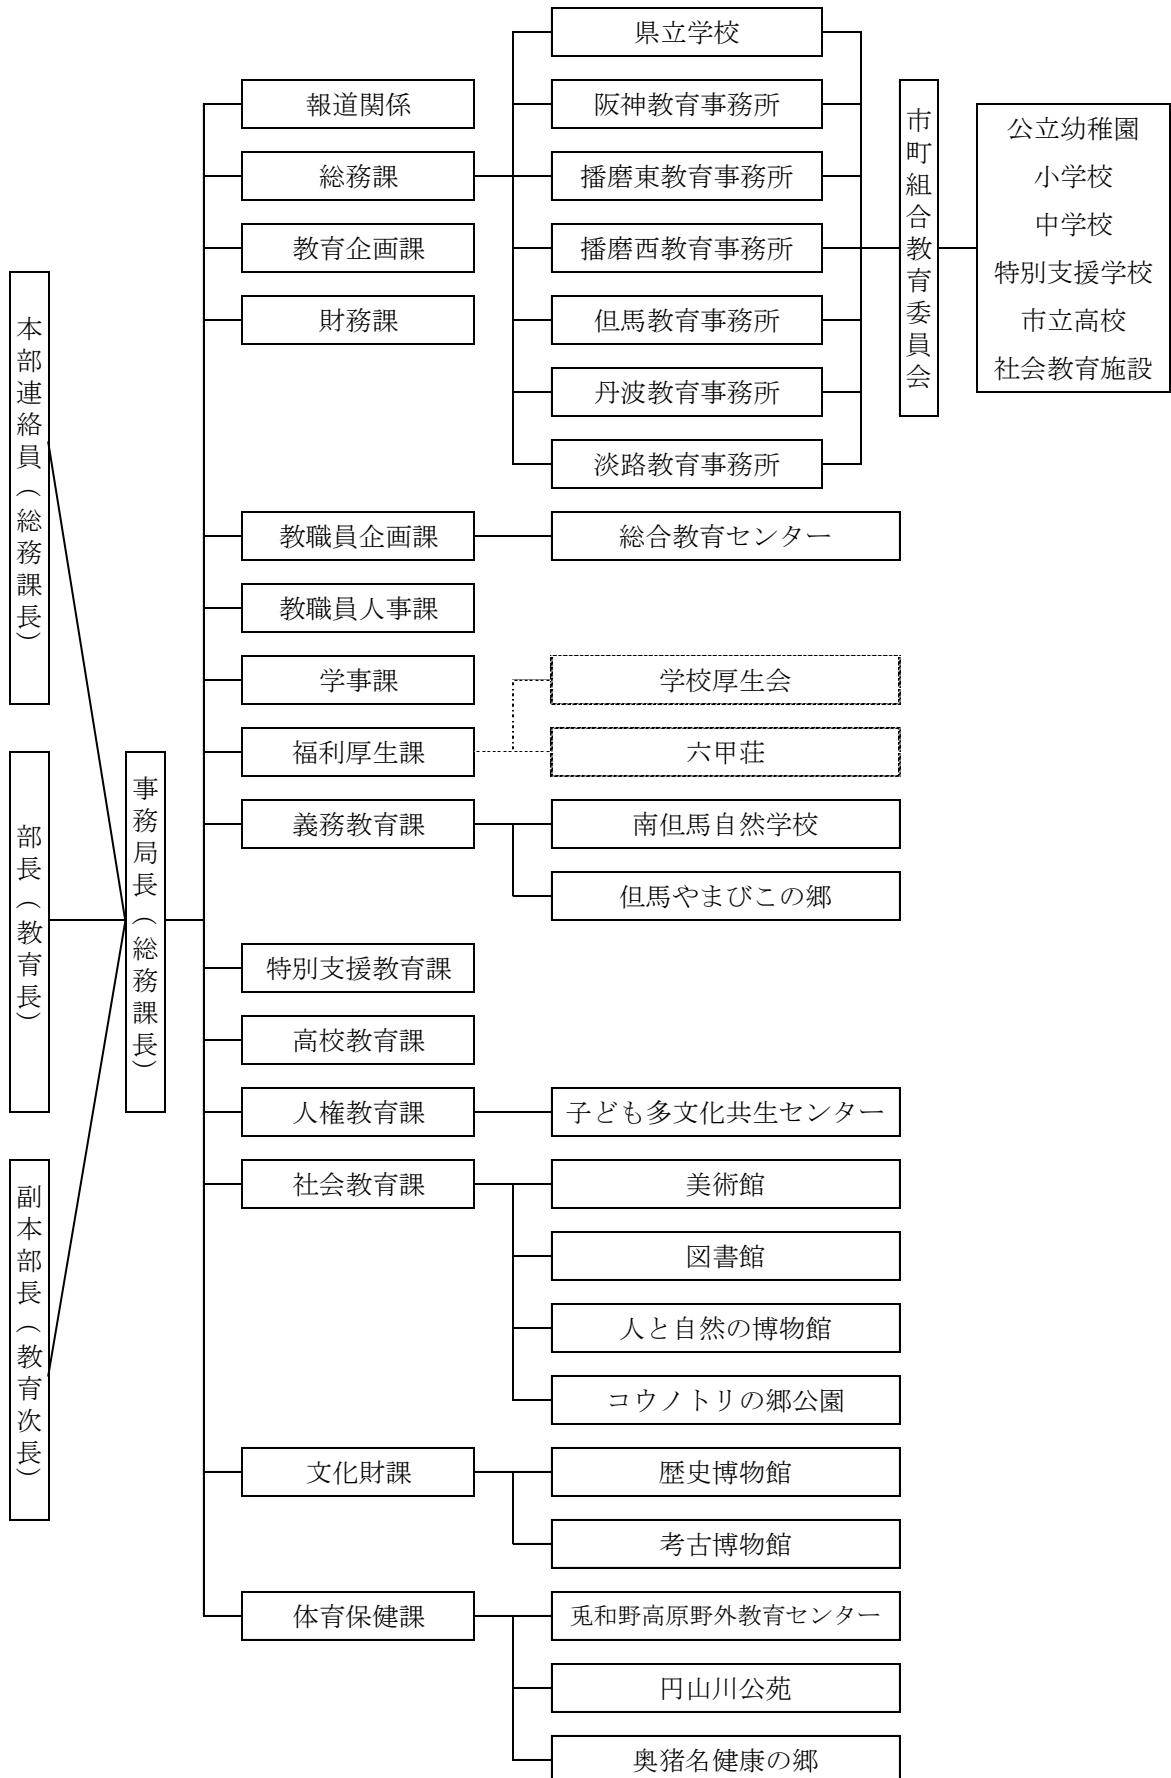 本部連絡員（総務課長）
部長（教育長）
副本部長（教育次長）
事務局長（総務課長）
報道関係
総務課
教育企画課
財務課
県立学校
阪神教育事務所
播磨東教育事務所
播磨西教育事務所
但馬教育事務所
丹波教育事務所
淡路教育事務所
市町組合教育委員会
公立幼稚園
小学校
中学校
特別支援学校
市立高校
社会教育施設
教職員企画課
総合教育センター
教職員人事課
学事課
福利厚生課
学校厚生会
六甲荘
義務教育課
南但馬自然学校
但馬やまびこの郷
特別支援教育課
高校教育課
人権教育課
子ども多文化共生センター
社会教育課
美術館
図書館
人と自然の博物館
コウノトリの郷公園
文化財課
歴史博物館
考古博物館
体育保健課
兎和野高原野外教育センター
円山川公苑
奥猪名健康の郷